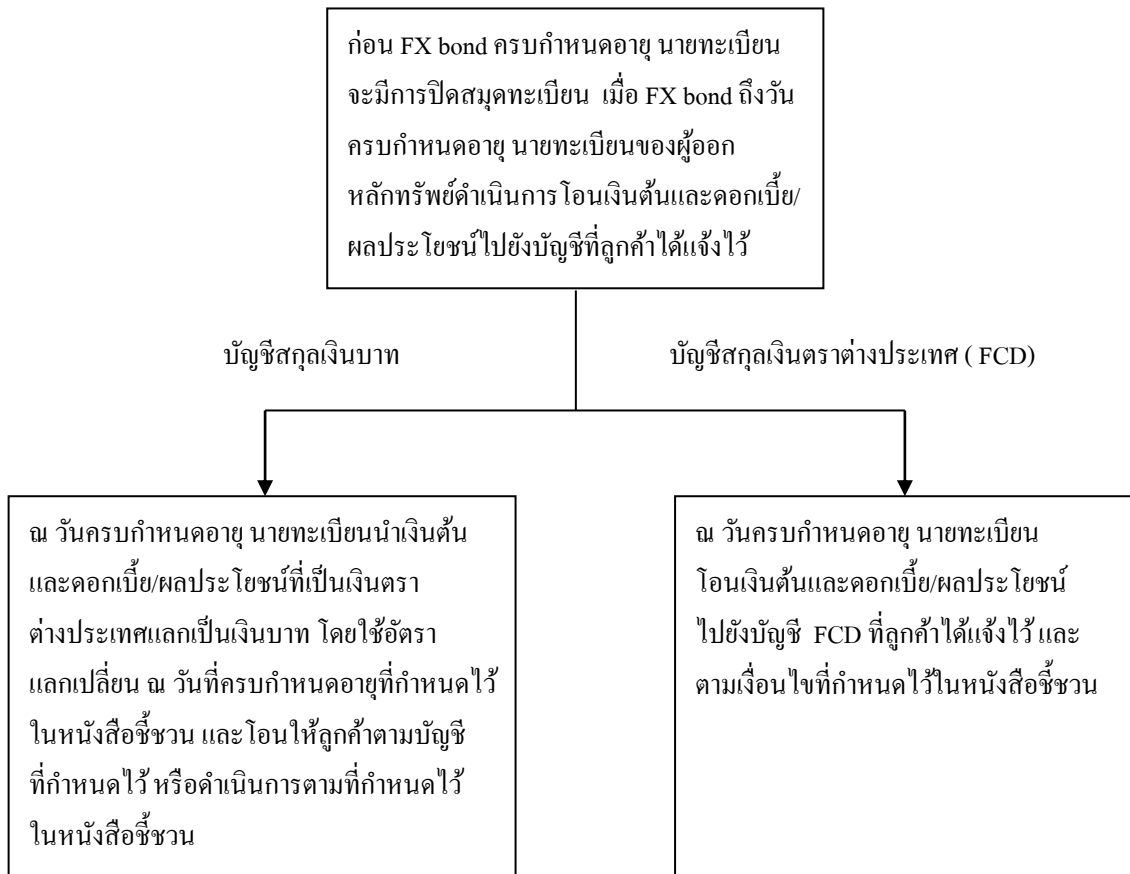 ก่อน FX bond ครบกำหนดอายุ นายทะเบียน
จะมีการปิดสมุดทะเบียน เมื่อ FX bond ถึงวัน
ครบกำหนดอายุ นายทะเบียนของผู้ออก
หลักทรัพย์ดำเนินการโอนเงินต้นและดอกเบี้ย/
ผลประโยชน์ไปยังบัญชีที่ลูกค้าได้แจ้งไว้
บัญชีสกุลเงินบาท
บัญชีสกุลเงินตราต่างประเทศ ( FCD)
ณ วันครบกำหนดอายุ นายทะเบียนนำเงินต้น
และดอกเบี้ย/ผลประโยชน์ที่เป็นเงินตรา
ต่างประเทศแลกเป็นเงินบาท โดยใช้อัตรา
แลกเปลี่ยน ณ วันที่ครบกำหนดอายุที่กำหนดไว้
ในหนังสือชี้ชวน และโอนให้ลูกค้าตามบัญชี
ที่กำหนดไว้ หรือดำเนินการตามที่กำหนดไว้
ในหนังสือชี้ชวน
ณ วันครบกำหนดอายุ นายทะเบียน
โอนเงินต้นและดอกเบี้ย/ผลประโยชน์
ไปยังบัญชี FCD ที่ลูกค้าได้แจ้งไว้ และ
ตามเงื่อนไขที่กำหนดไว้ในหนังสือชี้ชวน